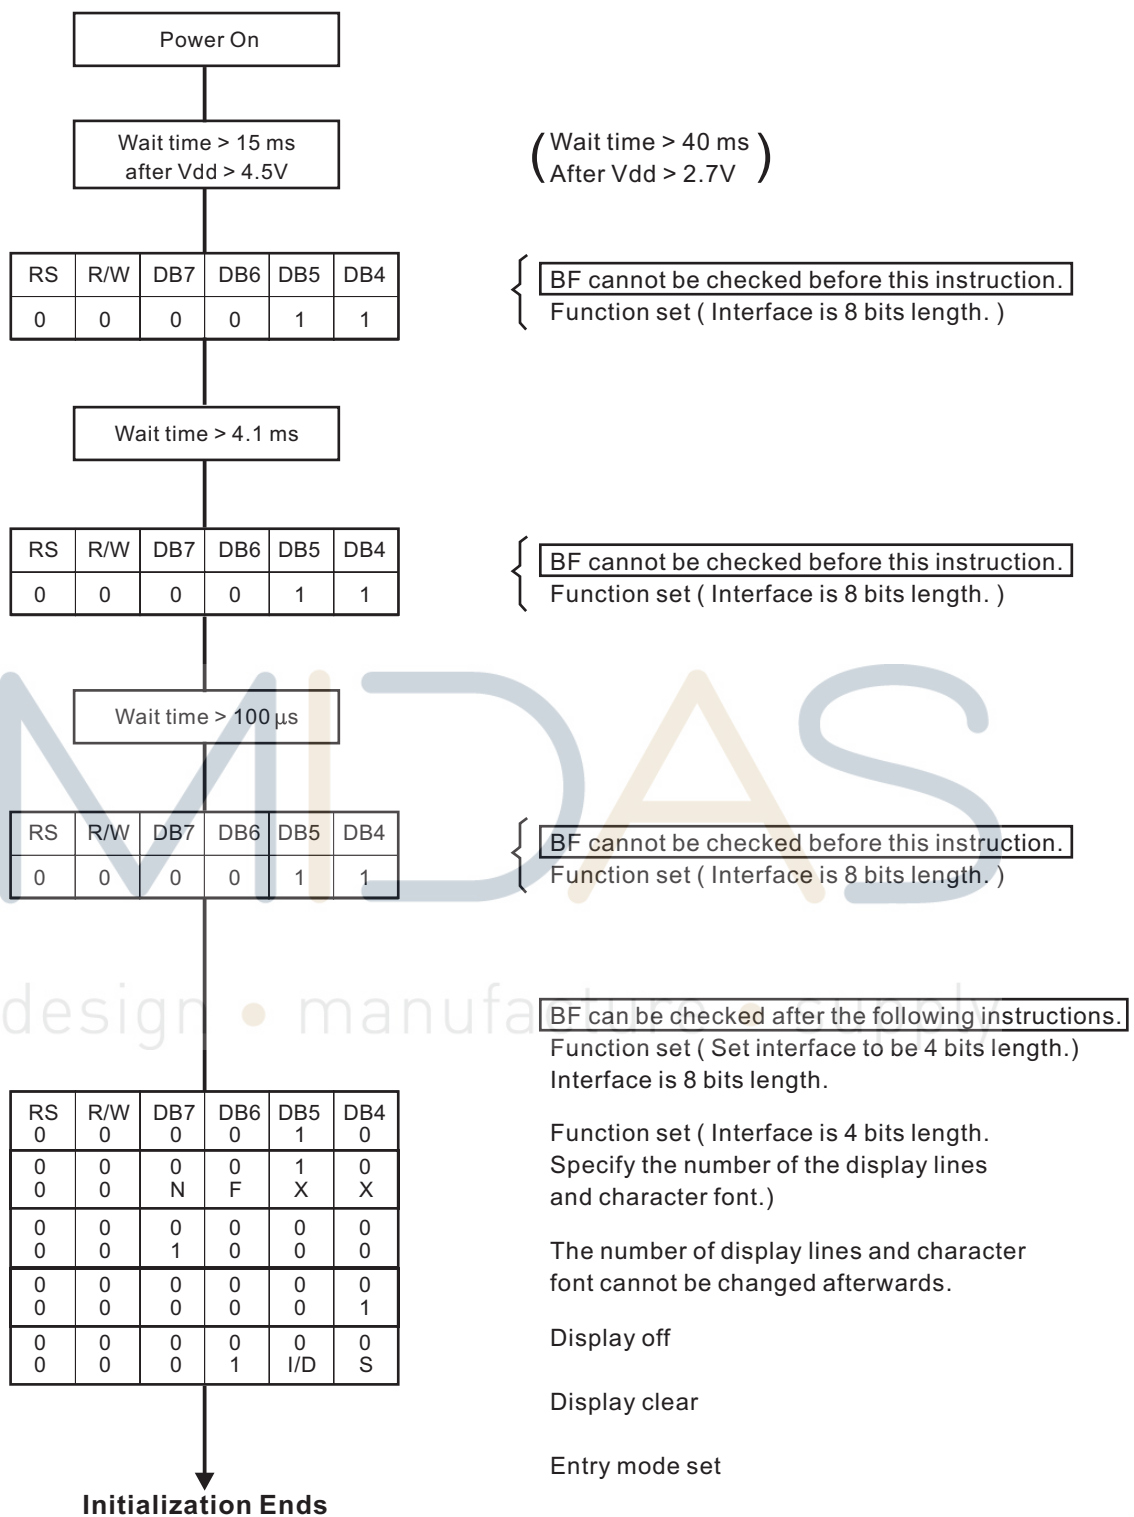 Power On
Wait time > 15 ms
after Vdd > 4.5V
(Wait time > 40 ms
After Vdd > 2.7V)
RS R/W DB7 DB6 DB5 DB4
0 0 0 0 1 1
BF cannot be checked before this instruction.
Function set ( Interface is 8 bits length. )
Wait time > 4.1 ms
RS R/W DB7 DB6 DB5 DB4
0 0 0 0 1 1
BF cannot be checked before this instruction.
Function set ( Interface is 8 bits length. )
MIDAS
Wait time > 100 µs
RS R/W DB7 DB6 DB5 DB4
0 0 0 0 1 1
BF cannot be checked before this instruction.
Function set ( Interface is 8 bits length. )
design • manufacture • supply
BF can be checked after the following instructions.
Function set ( Set interface to be 4 bits length.)
Interface is 8 bits length.
RS R/W DB7 DB6 DB5 DB4
0 0 0 0 1 0
0 0 0 0 1 0
0 0 N F X X
0 0 0 0 0 0
0 0 1 0 0 0
0 0 0 0 0 0
0 0 0 0 0 1
0 0 0 0 0 0
0 0 0 1 I/D S
Function set ( Interface is 4 bits length.
Specify the number of the display lines
and character font.)
The number of display lines and character
font cannot be changed afterwards.
Display off
Display clear
Entry mode set
Initialization Ends